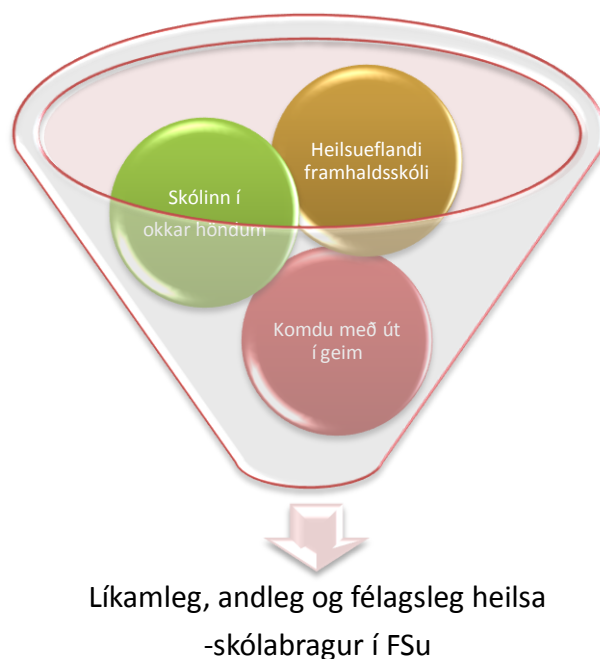 Heilsueflandi
framhaldsskóli
Skólinn í
okkar höndum
Komdu með út
í geim
Líkamleg, andleg og félagsleg heilsa
-skólabragur í FSu